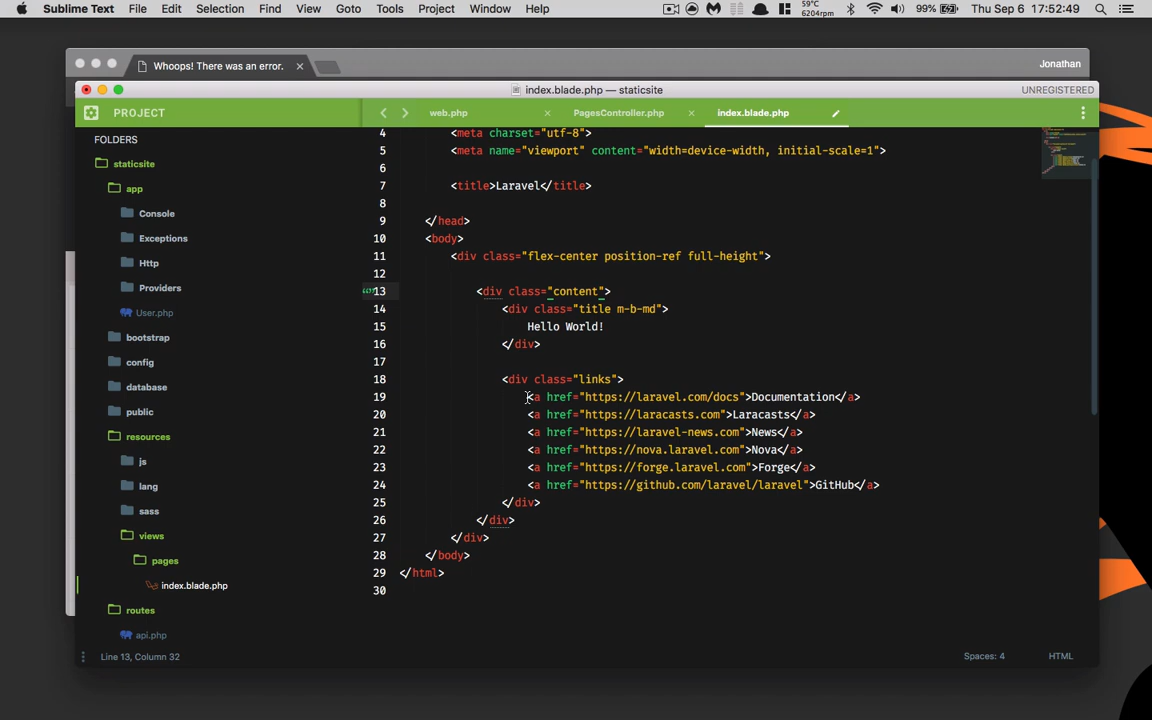 Sublime Text File Edit Selection Find View Goto Tools Project Window Help 59°C 6204rpm 99% Thu Sep 6 17:52:49
Whoops! There was an error. × Jonathan
index.blade.php — staticsite UNREGISTERED
PROJECT web.php × PagesController.php × index.blade.php
FOLDERS
staticsite
app
Console
Exceptions
Http
Providers
User.php
bootstrap
config
database
public
resources
js
lang
sass
views
pages
index.blade.php
routes
api.php
4 <meta charset="utf-8">
5 <meta name="viewport" content="width=device-width, initial-scale=1">
6
7 <title>Laravel</title>
8
9 </head>
10 <body>
11 <div class="flex-center position-ref full-height">
12
13 <div class="content">
14 <div class="title m-b-md">
15 Hello World!
16 </div>
17
18 <div class="links">
19 <a href="https://laravel.com/docs">Documentation</a>
20 <a href="https://laracasts.com">Laracasts</a>
21 <a href="https://laravel-news.com">News</a>
22 <a href="https://nova.laravel.com">Nova</a>
23 <a href="https://forge.laravel.com">Forge</a>
24 <a href="https://github.com/laravel/laravel">GitHub</a>
25 </div>
26 </div>
27 </div>
28 </body>
29 </html>
30
Line 13, Column 32 Spaces: 4 HTML